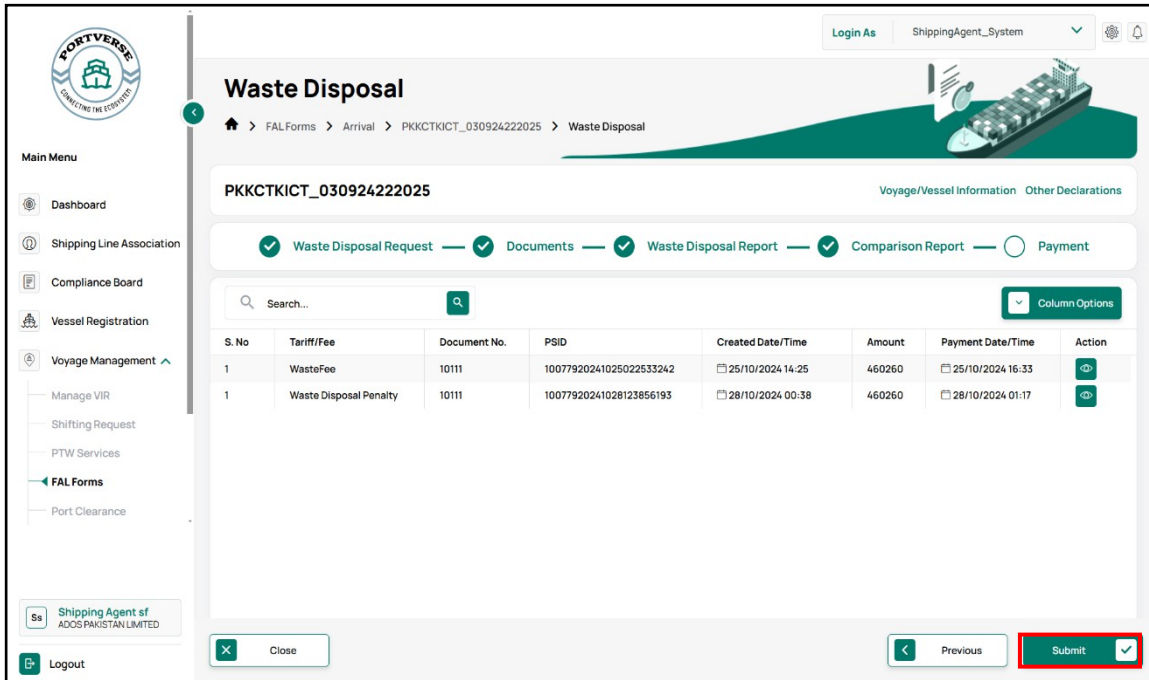 PORTVERSE
CONNECTING THE ECOSYSTEM
Login As ShippingAgent_System
Waste Disposal
> FAL Forms > Arrival > PKKCTKICT_030924222025 > Waste Disposal
Main Menu
Dashboard
Shipping Line Association
Compliance Board
Vessel Registration
Voyage Management
Manage VIR
Shifting Request
PTW Services
FAL Forms
Port Clearance
Ss Shipping Agent sf
ADOS PAKISTAN LIMITED
Logout
PKKCTKICT_030924222025 Voyage/Vessel Information Other Declarations
Waste Disposal Request Documents Waste Disposal Report Comparison Report Payment
Search... Column Options
S. No Tariff/Fee Document No. PSID Created Date/Time Amount Payment Date/Time Action
1 WasteFee 10111 10077920241025022533242 25/10/2024 14:25 460260 25/10/2024 16:33
1 Waste Disposal Penalty 10111 10077920241028123856193 28/10/2024 00:38 460260 28/10/2024 01:17
Close Previous Submit